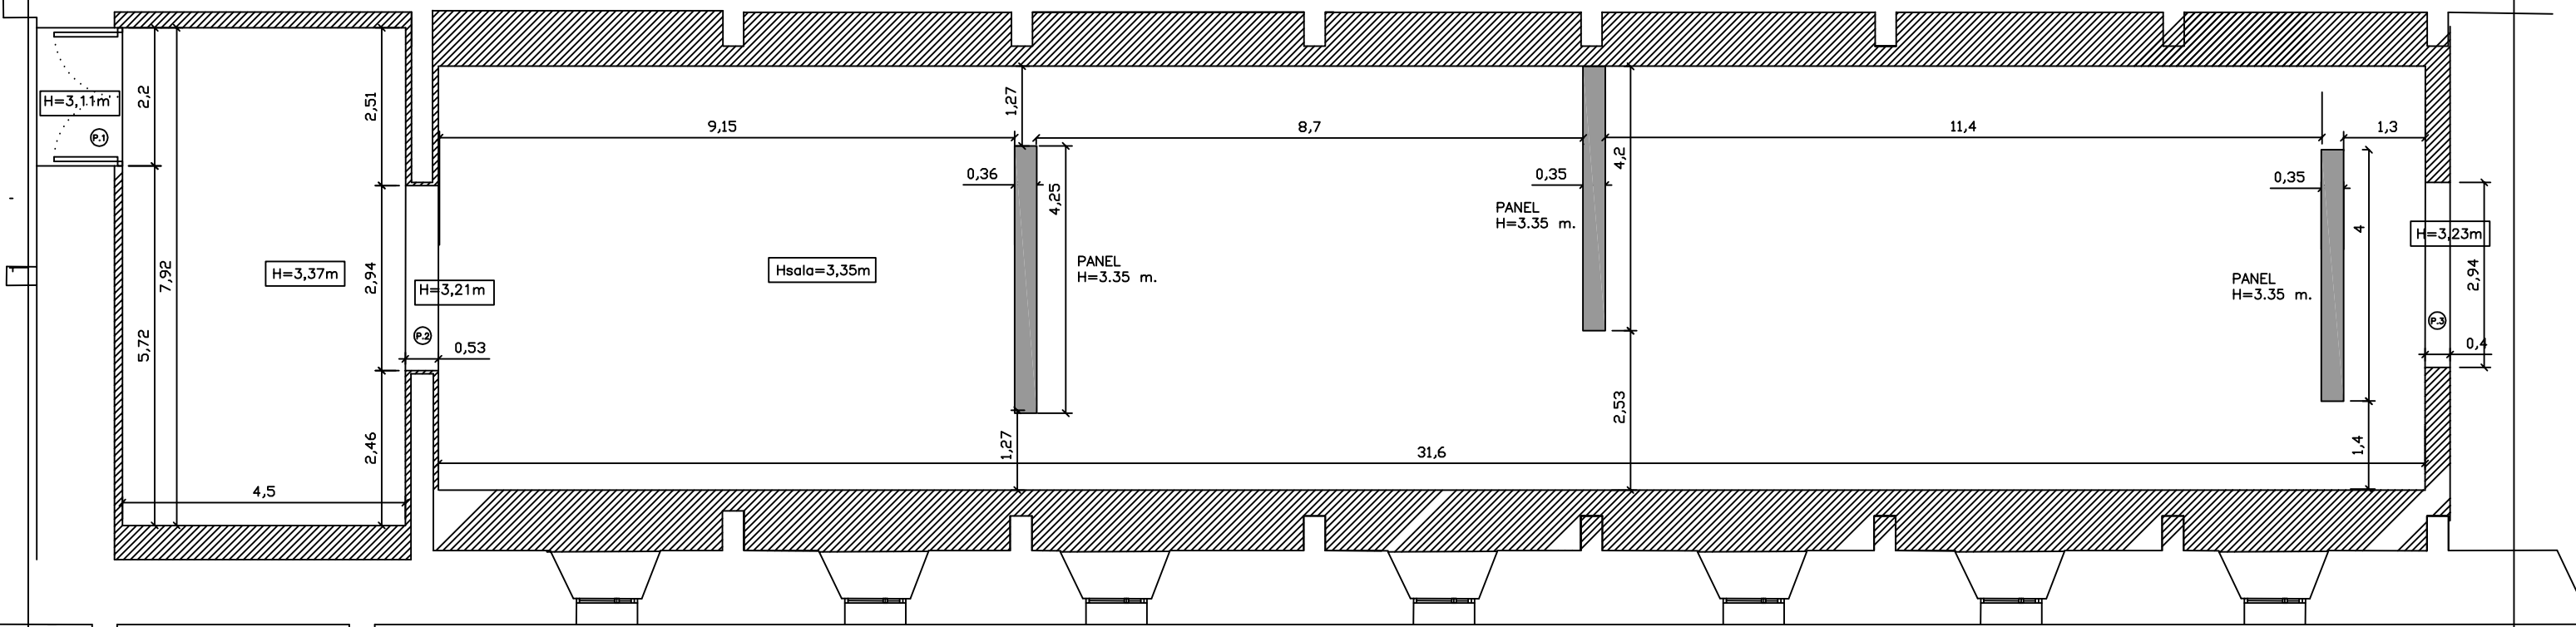 H=3,11m
P.1
2,2
7,92
5,72
4,5
H=3,37m
2,51
2,94
2,46
H=3,21m
P.2
0,53
9,15
Hsala=3,35m
0,36
1,27
4,25
PANEL
H=3.35 m.
1,27
8,7
0,35
PANEL
H=3.35 m.
4,2
2,53
31,6
11,4
0,35
PANEL
H=3.35 m.
4
1,4
1,3
H=3,23m
2,94
P.3
0,4